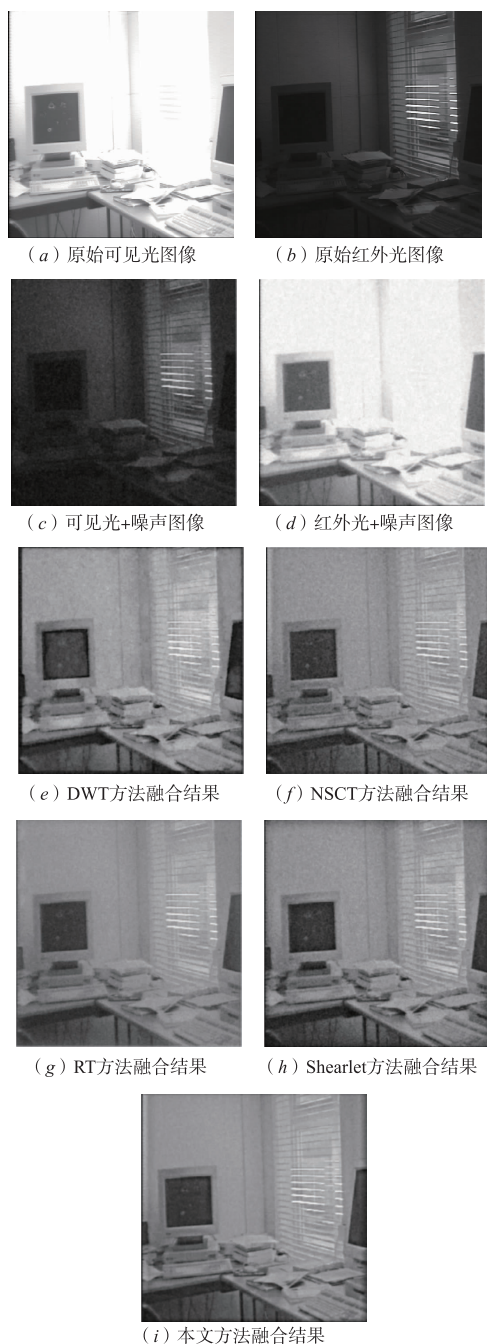 （a）原始可见光图像
（b）原始红外光图像
（c）可见光+噪声图像
（d）红外光+噪声图像
（e）DWT方法融合结果
（f）NSCT方法融合结果
（g）RT方法融合结果
（h）Shearlet方法融合结果
（i）本文方法融合结果